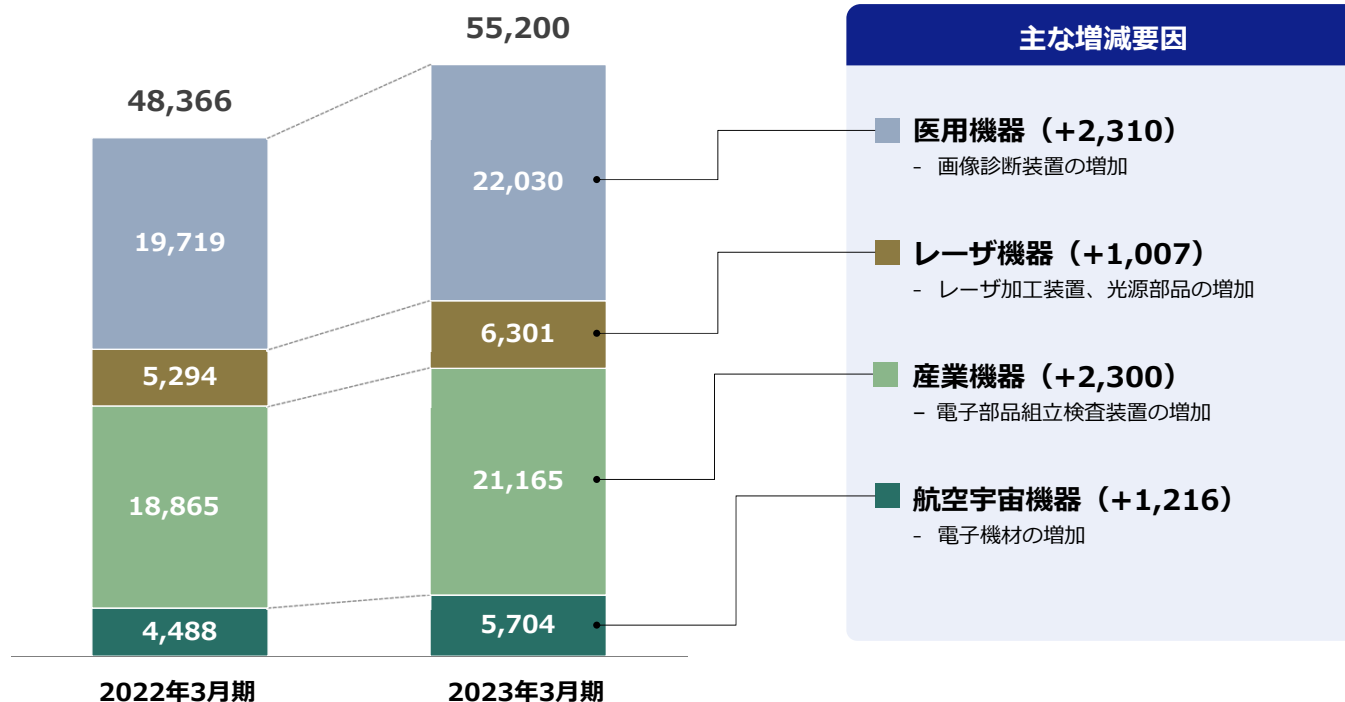 48,366
19,719
5,294
18,865
4,488
2022年3月期
55,200
22,030
6,301
21,165
5,704
2023年3月期
主な増減要因
医用機器（+2,310）
- 画像診断装置の増加
レーザ機器（+1,007）
- レーザ加工装置、光源部品の増加
産業機器（+2,300）
– 電子部品組立検査装置の増加
航空宇宙機器（+1,216）
- 電子機材の増加